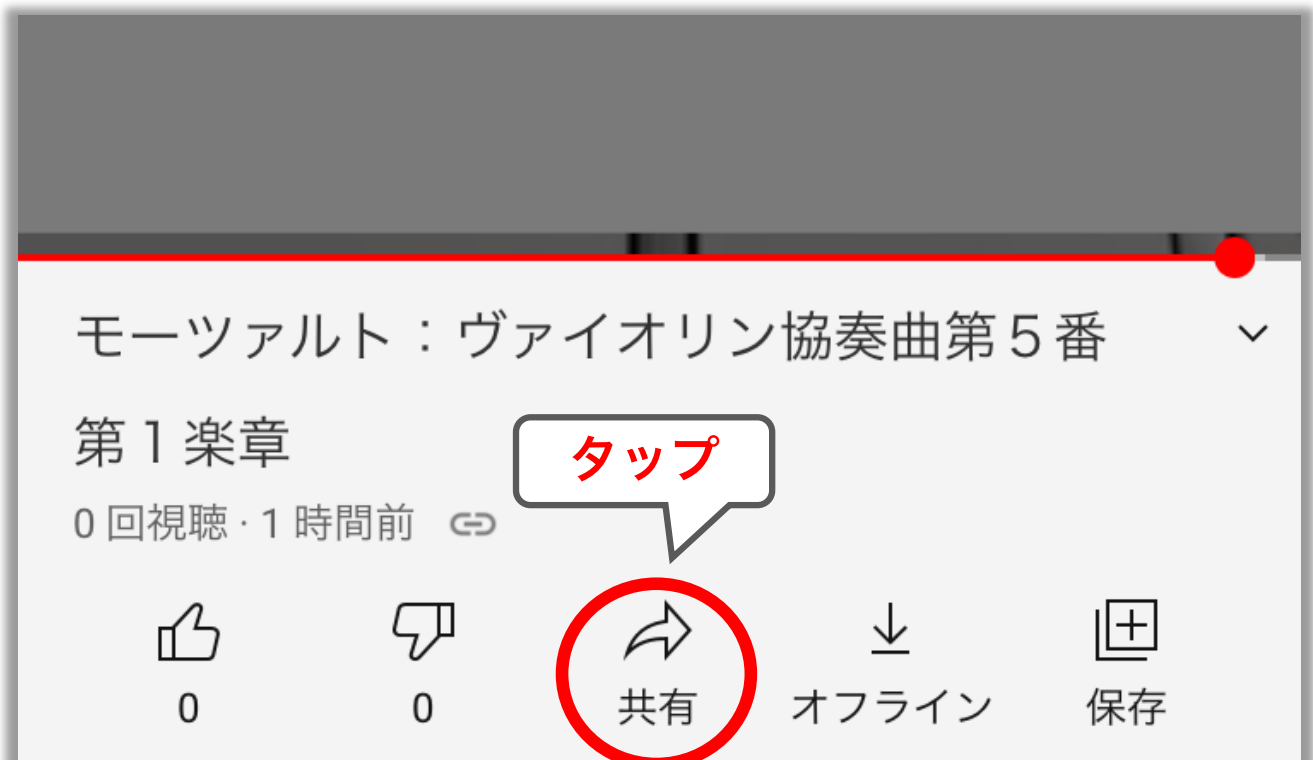 モーツァルト：ヴァイオリン協奏曲第５番
第１楽章
タップ
0 回視聴 · 1 時間前
0
0
共有
オフライン
保存